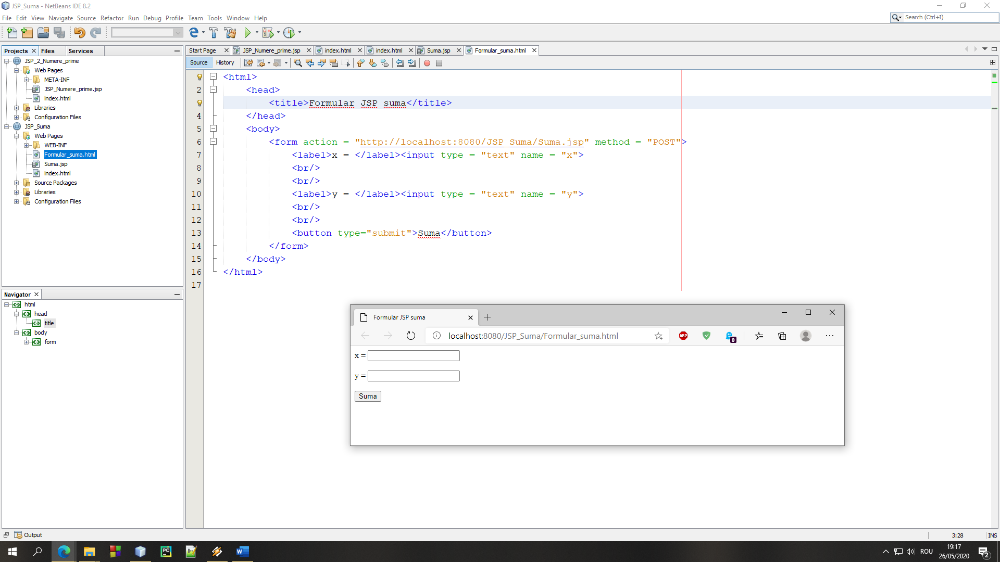 JSP_Suma - NetBeans IDE 8.2
File Edit View Navigate Source Refactor Run Debug Profile Team Tools Window Help
Search (Ctrl+I)
Projects Files Services
JSP_2_Numere_prime
Web Pages
META-INF
JSP_Numere_prime.jsp
index.html
Libraries
Configuration Files
JSP_Suma
Web Pages
WEB-INF
Formular_suma.html
Suma.jsp
index.html
Source Packages
Libraries
Configuration Files
Navigator
html
head
title
body
form
Start Page JSP_Numere_prime.jsp index.html index.html Suma.jsp Formular_suma.html
Source History
<html>
2 <head>
<title>Formular JSP suma</title>
4 </head>
5 <body>
6 <form action = "http://localhost:8080/JSP_Suma/Suma.jsp" method = "POST">
7 <label>x = </label><input type = "text" name = "x">
8 <br/>
9 <br/>
10 <label>y = </label><input type = "text" name = "y">
11 <br/>
12 <br/>
13 <button type="submit">Suma</button>
14 </form>
15 </body>
16 </html>
17
Formular JSP suma
localhost:8080/JSP_Suma/Formular_suma.html
ABP
0
x =
y =
Suma
Output
3:28 INS
PC
W
ROU
19:17
26/05/2020
2